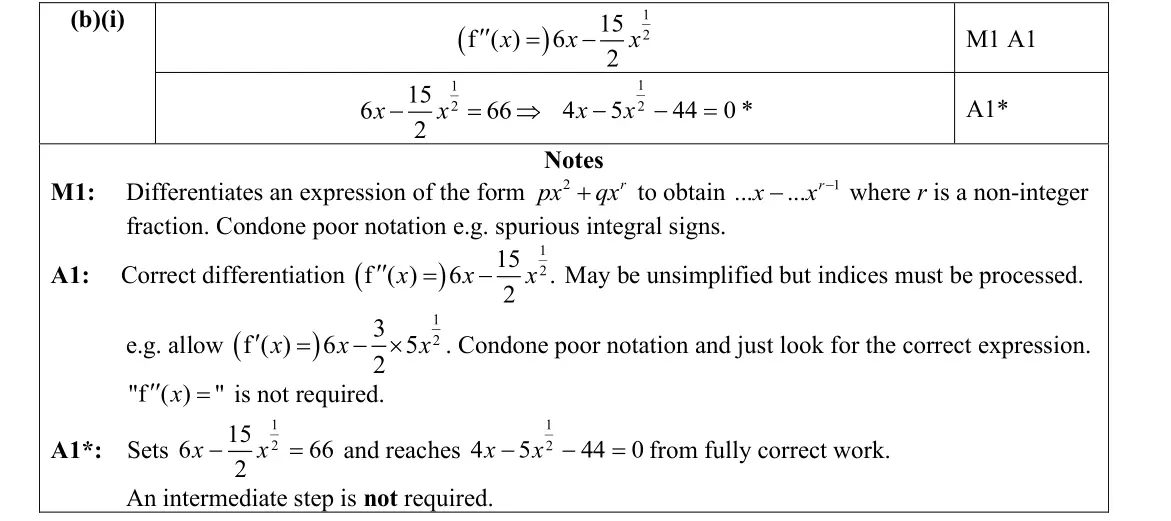 (b)(i) (f″(x) =)6x − 15/2 x^{1/2} M1 A1
6x − 15/2 x^{1/2} = 66 ⇒ 4x − 5x^{1/2} − 44 = 0 * A1*
Notes
M1: Differentiates an expression of the form px² + qx^r to obtain ...x − ...x^{r−1} where r is a non-integer
fraction. Condone poor notation e.g. spurious integral signs.
A1: Correct differentiation (f″(x) =)6x − 15/2 x^{1/2}. May be unsimplified but indices must be processed.
e.g. allow (f′(x) =)6x − 3/2 × 5x^{1/2}. Condone poor notation and just look for the correct expression.
"f″(x) = " is not required.
A1*: Sets 6x − 15/2 x^{1/2} = 66 and reaches 4x − 5x^{1/2} − 44 = 0 from fully correct work.
An intermediate step is not required.